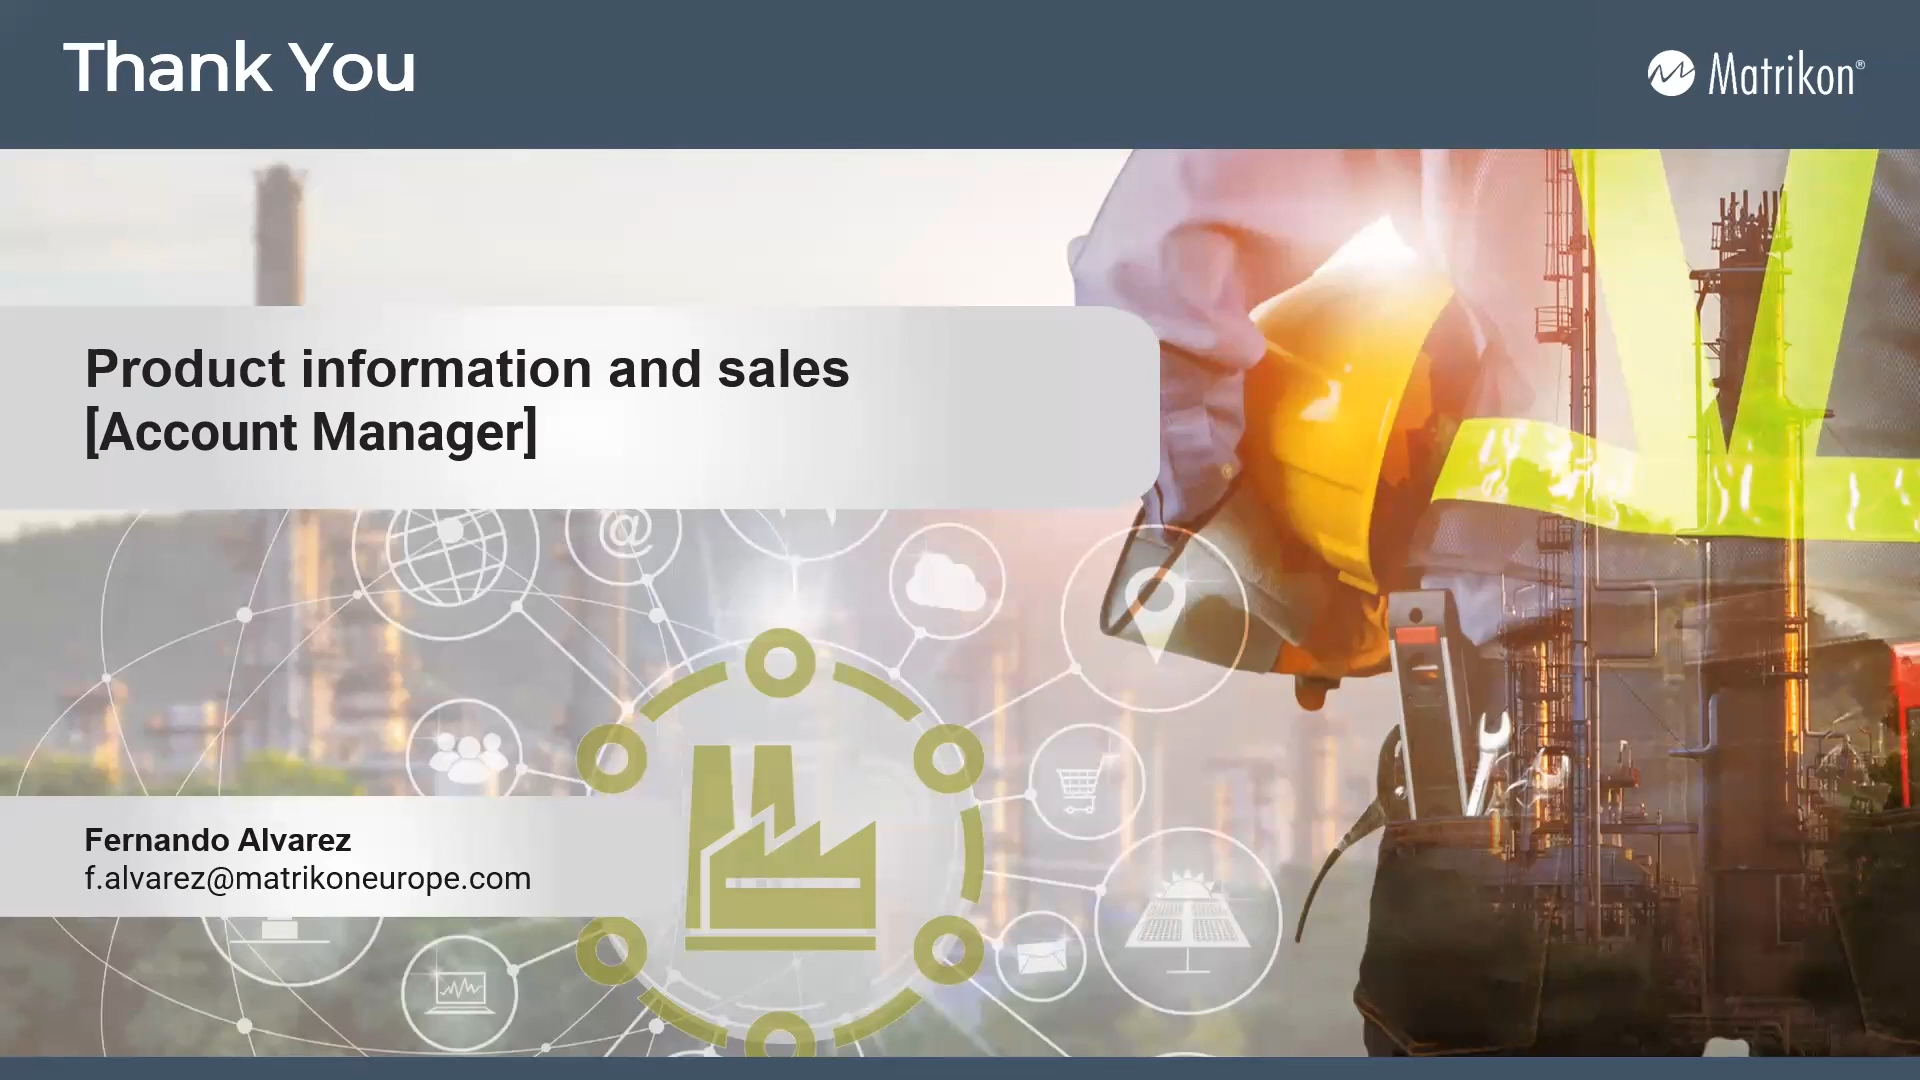 Thank You
Matrikon®
Product information and sales
[Account Manager]
@
Fernando Alvarez
f.alvarez@matrikoneurope.com